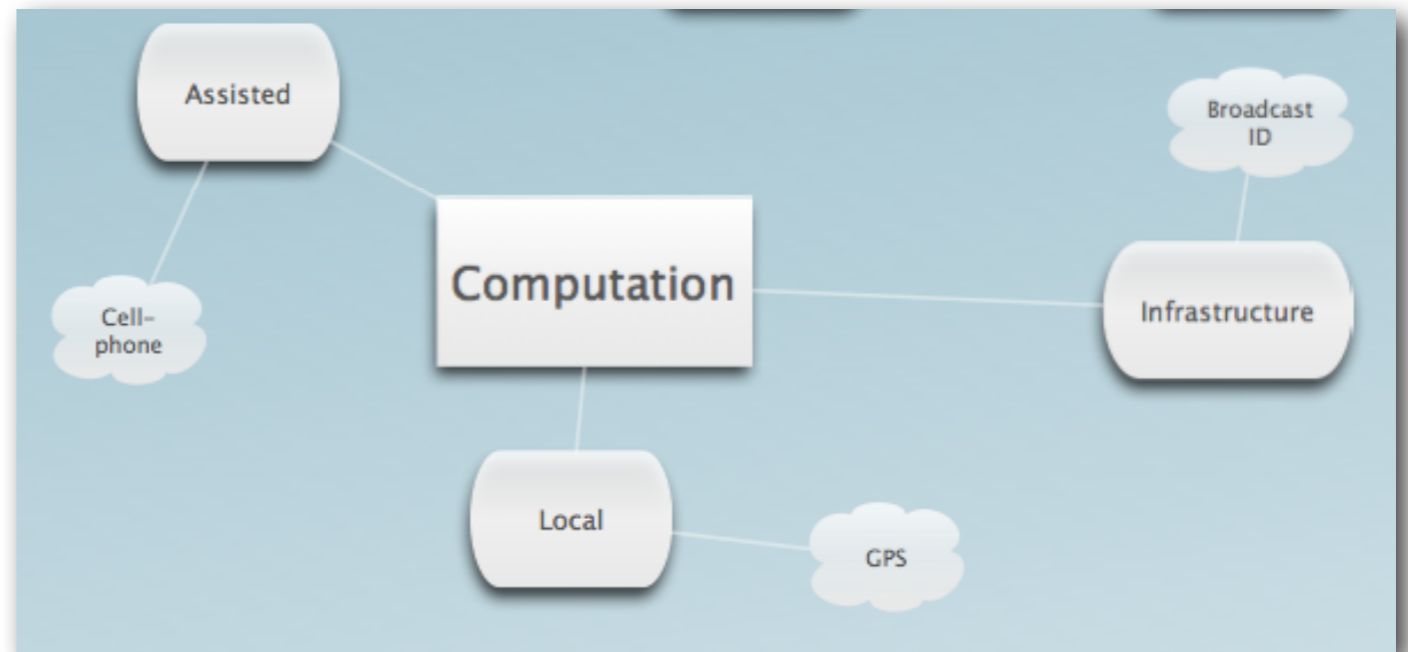 Assisted
Broadcast
ID
Computation
Infrastructure
Cell-
phone
Local
GPS